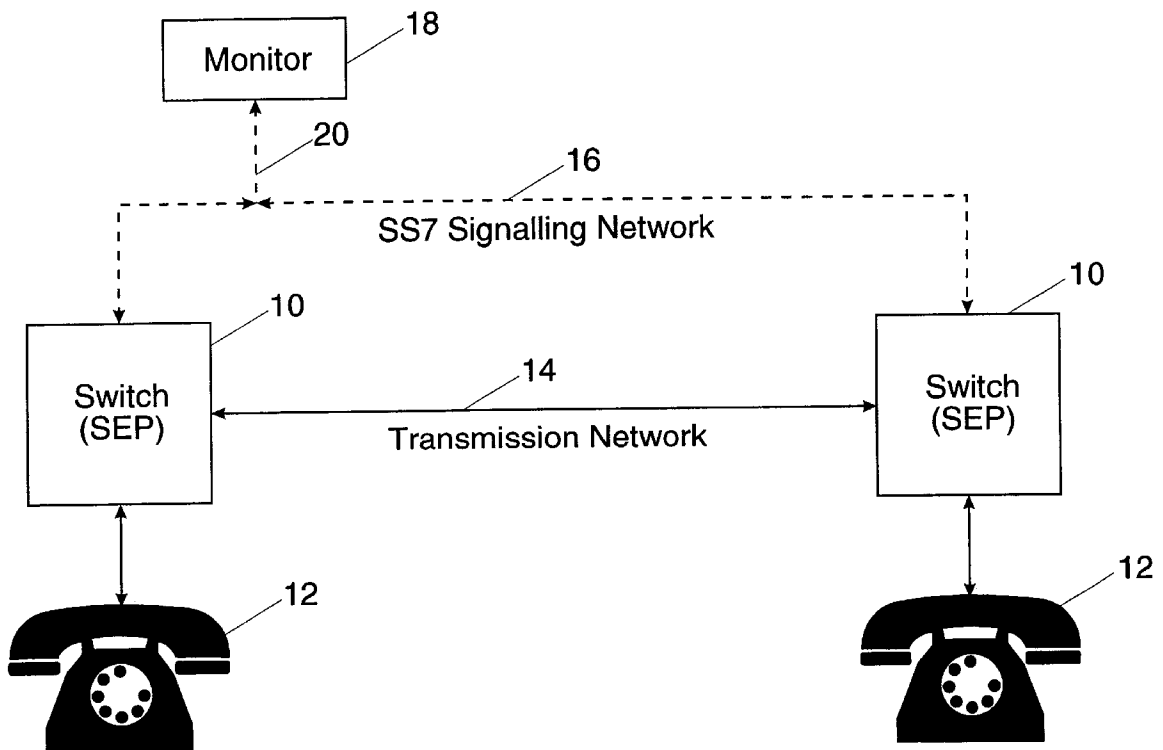 18
Monitor
20
16
SS7 Signalling Network
10
10
Switch
(SEP)
14
Switch
(SEP)
Transmission Network
12
12